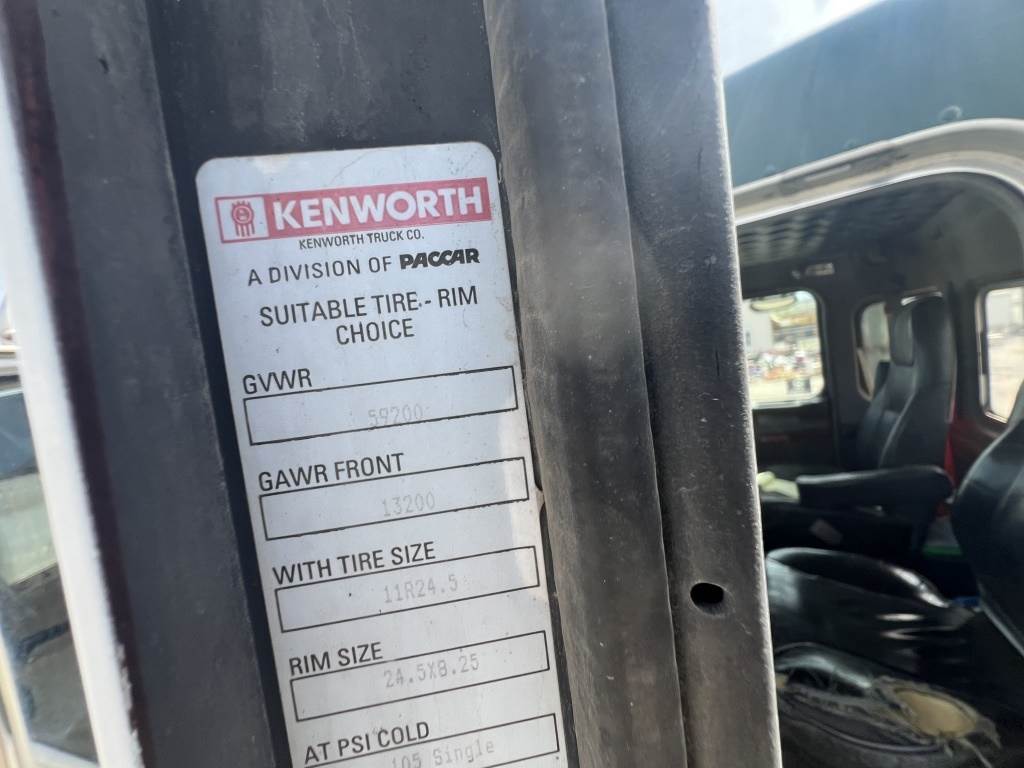 KENWORTH
KENWORTH TRUCK CO.
A DIVISION OF PACCAR
SUITABLE TIRE - RIM
CHOICE
GVWR
59200
GAWR FRONT
13200
WITH TIRE SIZE
11R24.5
RIM SIZE
24.5X8.25
AT PSI COLD
105 Single